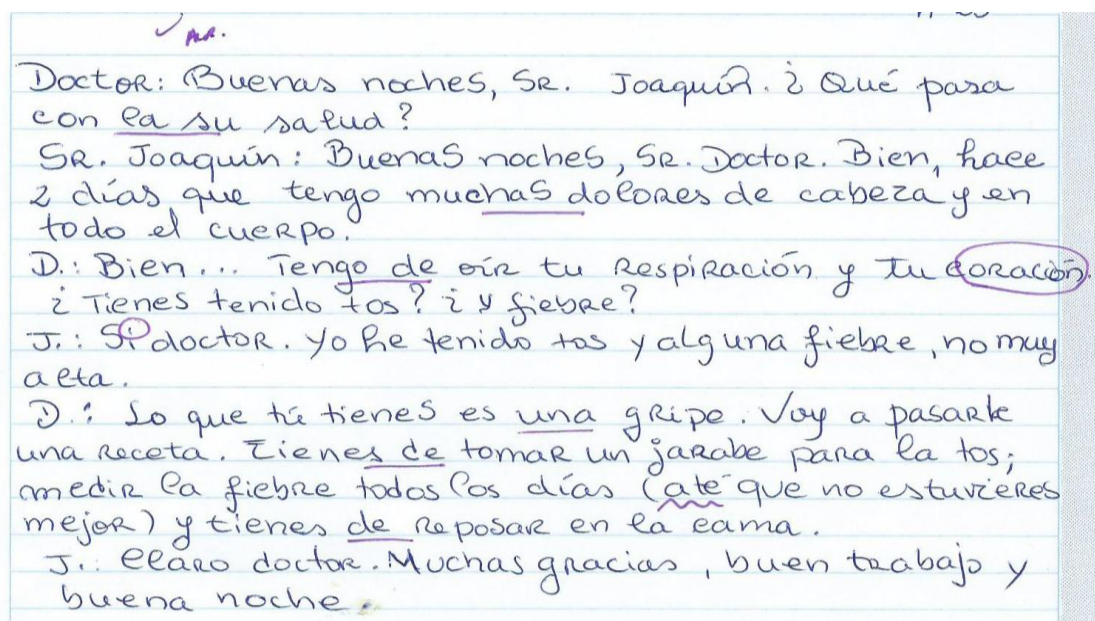 Doctor: Buenas noches, Sr. Joaquín. ¿Qué pasa
con la su salud?
Sr. Joaquín: Buenas noches, Sr. Doctor. Bien, hace
2 días que tengo muchas dolores de cabeza y en
todo el cuerpo.
D.: Bien... Tengo de oír tu respiración y tu coración.
¿Tienes tenido tos? ¿y fiebre?
J.: Sí doctor. Yo he tenido tos y alguna fiebre, no muy
alta.
D.: Lo que tú tienes es una gripe. Voy a pasarle
una receta. Tienes de tomar un jarabe para la tos;
medir la fiebre todos los días (até que no estuvieres
mejor) y tienes de reposar en la cama.
J.: Claro doctor. Muchas gracias, buen trabajo y
buena noche.